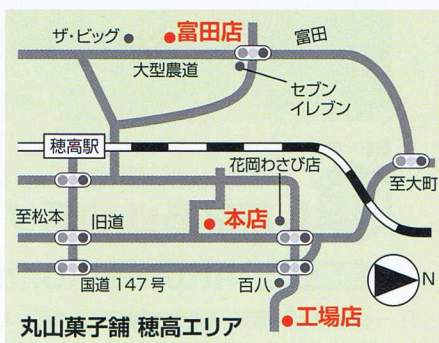 ザ・ビッグ
富田店
富田
大型農道
セブン
イレブン
穂高駅
花岡わさび店
至大町
至松本
旧道
本店
国道147号
百八
N
工場店
丸山菓子舗 穂高エリア